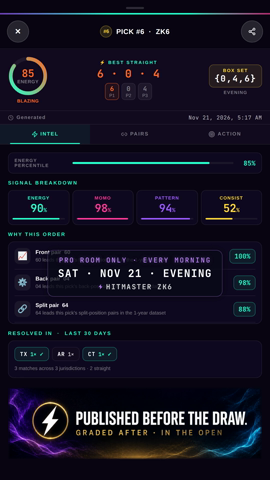 #6 PICK #6 · ZK6
85
ENERGY
BLAZING
⚡ BEST STRAIGHT
6 · 0 · 4
6 P1
0 P2
4 P3
BOX SET
{0,4,6}
EVENING
Generated
Nov 21, 2026, 5:17 AM
INTEL
PAIRS
ACTION
ENERGY PERCENTILE
85%
SIGNAL BREAKDOWN
ENERGY
90%
MOMO
98%
PATTERN
94%
CONSIST
52%
WHY THIS ORDER
Front pair
100%
PRO ROOM ONLY · EVERY MORNING
SAT · NOV 21 · EVENING
HITMASTER ZK6
Back
98%
Split pair 64
64 leads this pick's split-position pairs in the 1-year dataset
88%
RESOLVED IN · LAST 30 DAYS
TX 1× ✓
AR 1×
CT 1× ✓
3 matches across 3 jurisdictions · 2 straight
PUBLISHED BEFORE THE DRAW.
GRADED AFTER · IN THE OPEN